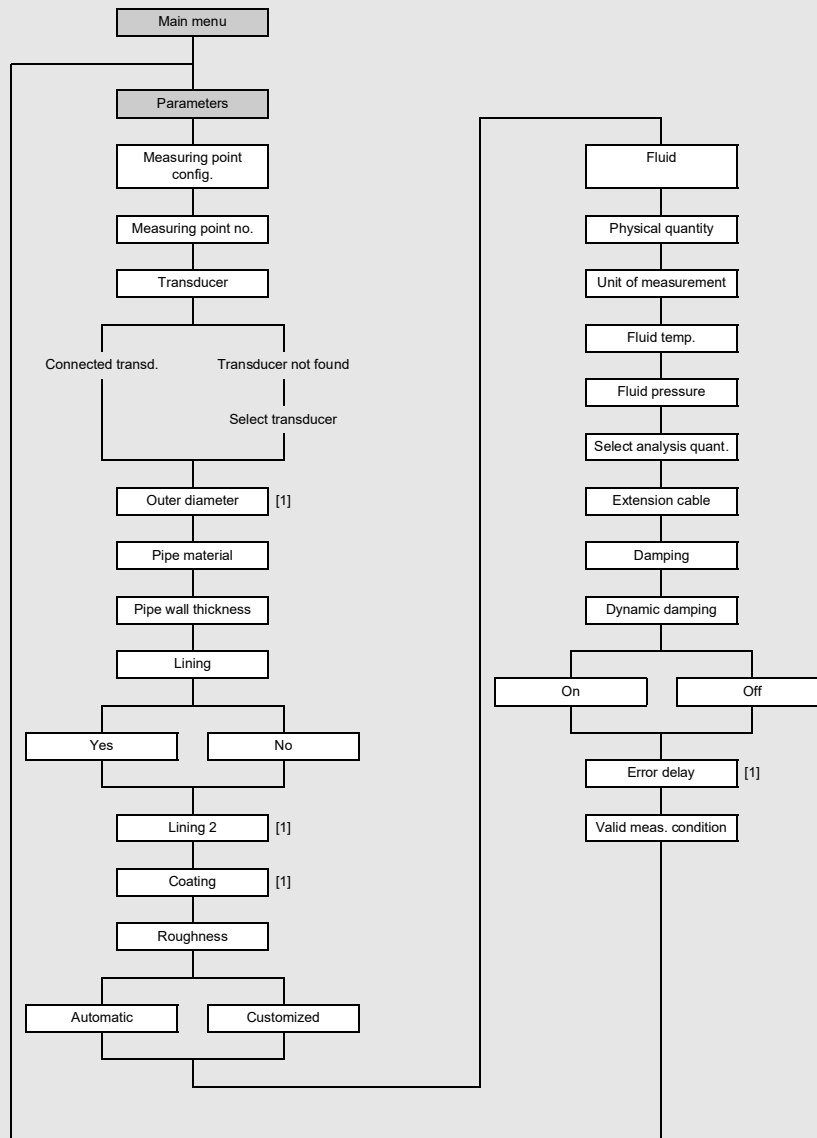 Main menu
Parameters
Measuring point
config.
Measuring point no.
Transducer
Connected transd.
Transducer not found
Select transducer
Outer diameter [1]
Pipe material
Pipe wall thickness
Lining
Yes
No
Lining 2 [1]
Coating [1]
Roughness
Automatic
Customized
Fluid
Physical quantity
Unit of measurement
Fluid temp.
Fluid pressure
Select analysis quant.
Extension cable
Damping
Dynamic damping
On
Off
Error delay [1]
Valid meas. condition